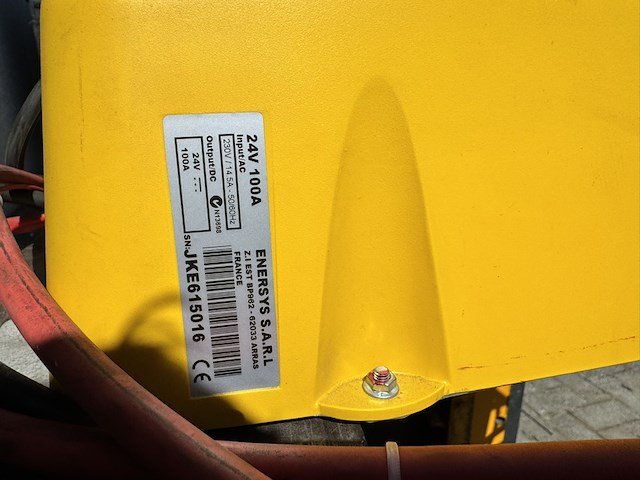 24V 100A
Input/AC
230V / 14.5A - 50/60Hz
Output/DC
24V
100A
N13698
ENERSYS S.A.R.L
Z.I EST BP962 - 62033 ARRAS
FRANCE
SN:JKE615016
CE